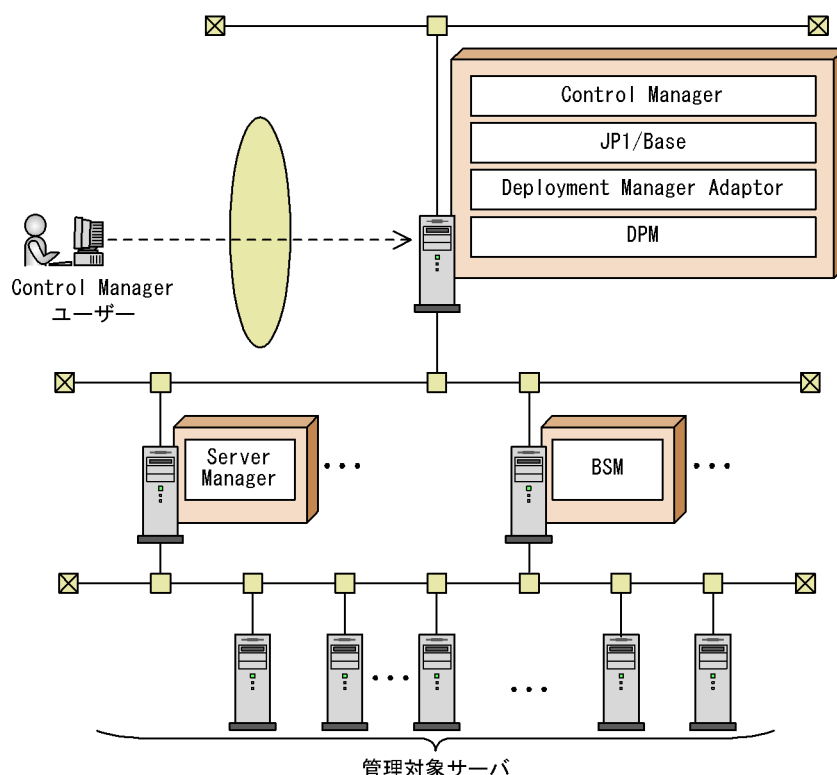 Control Manager
JP1/Base
Deployment Manager Adaptor
DPM
Control Manager
ユーザー
Server
Manager
･･･
BSM
･･･
･･･
･･･
管理対象サーバ